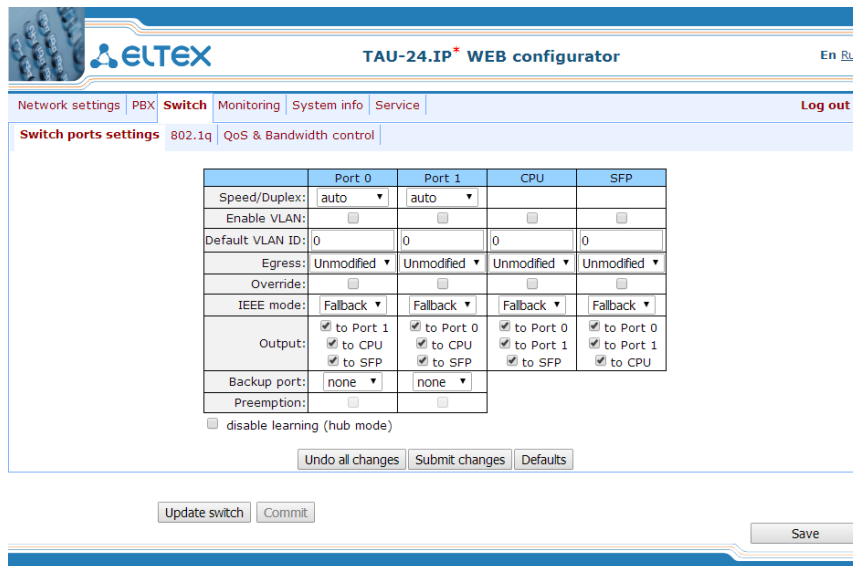 ELTEX
TAU-24.IP* WEB configurator
En Ru
Network settings PBX Switch Monitoring System info Service Log out
Switch ports settings 802.1q QoS & Bandwidth control
Port 0 Port 1 CPU SFP
Speed/Duplex: auto auto
Enable VLAN:
Default VLAN ID: 0 0 0 0
Egress: Unmodified Unmodified Unmodified Unmodified
Override:
IEEE mode: Fallback Fallback Fallback Fallback
Output:
to Port 1 to Port 0 to Port 0 to Port 0
to CPU to CPU to Port 1 to Port 1
to SFP to SFP to SFP to CPU
Backup port: none none
Preemption:
disable learning (hub mode)
Undo all changes Submit changes Defaults
Update switch Commit
Save